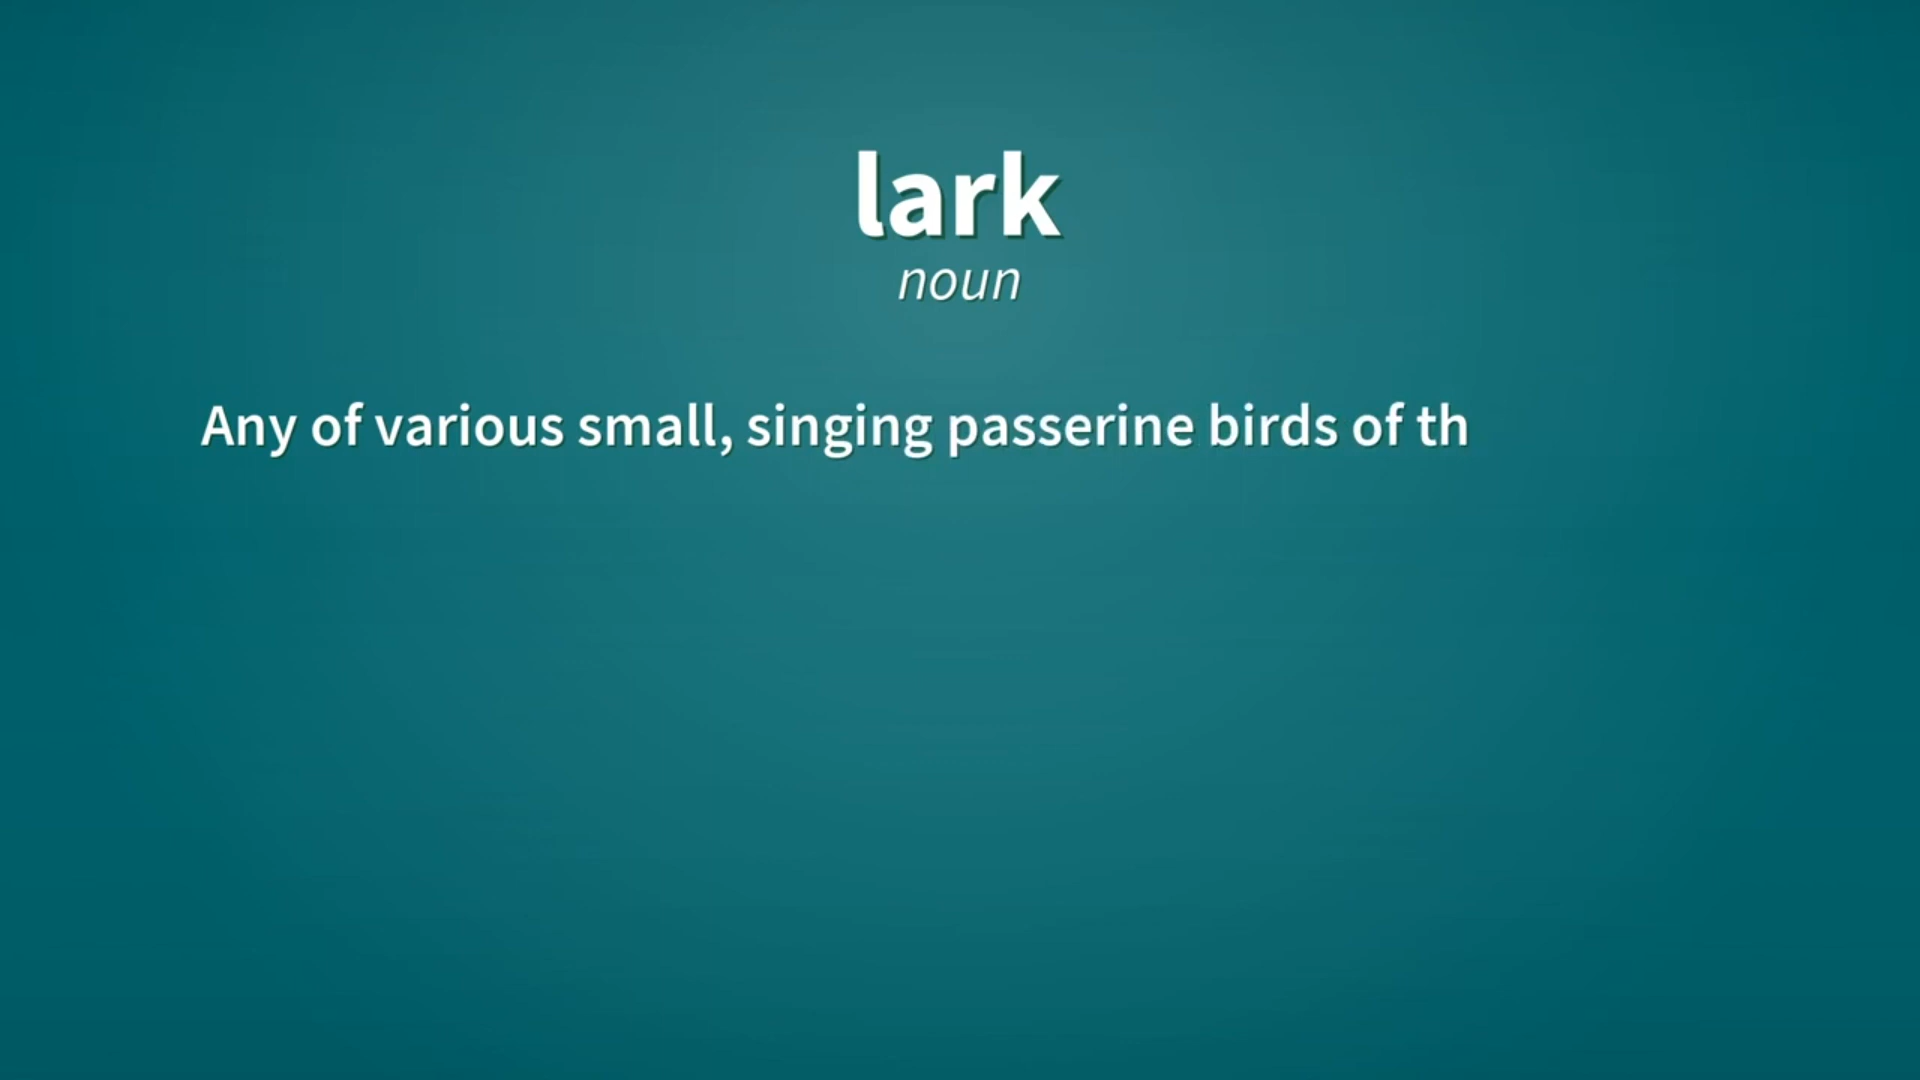 lark
noun
Any of various small, singing passerine birds of th